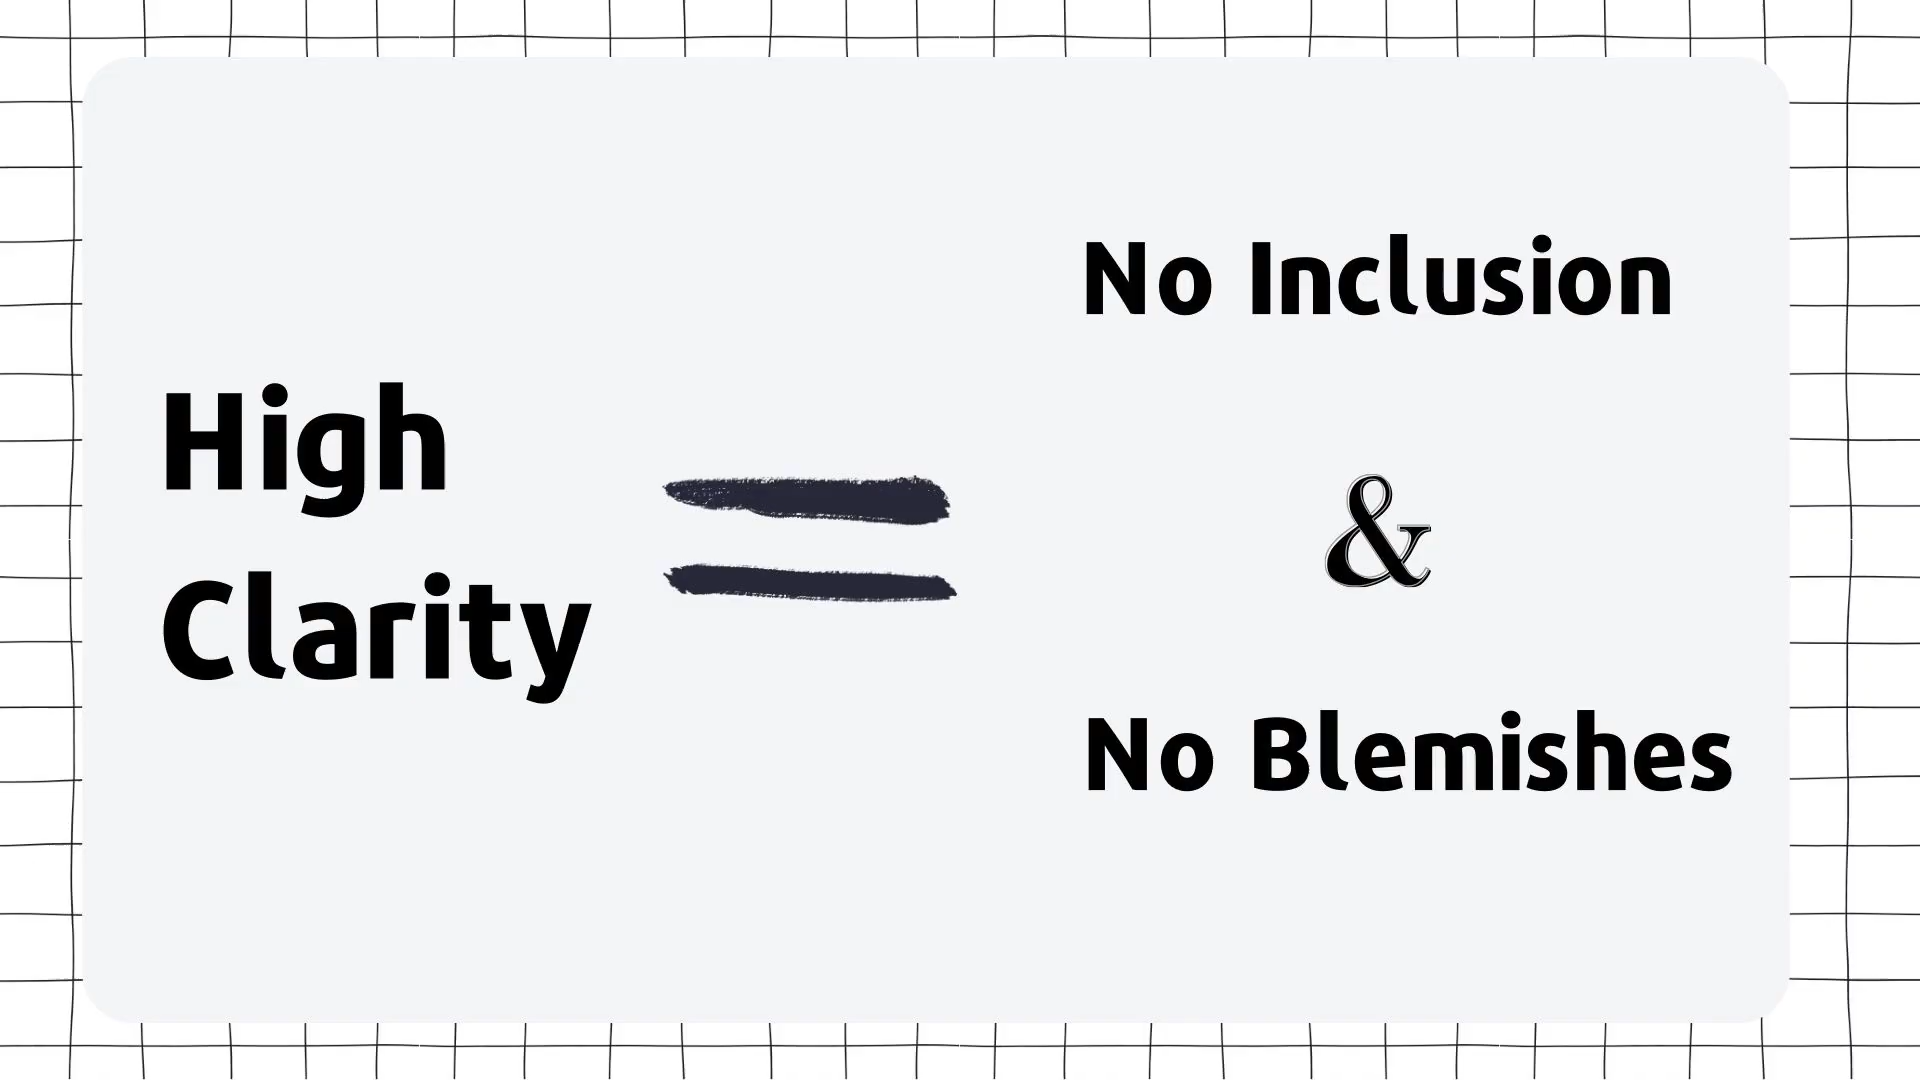 High
Clarity
=
No Inclusion
&
No Blemishes